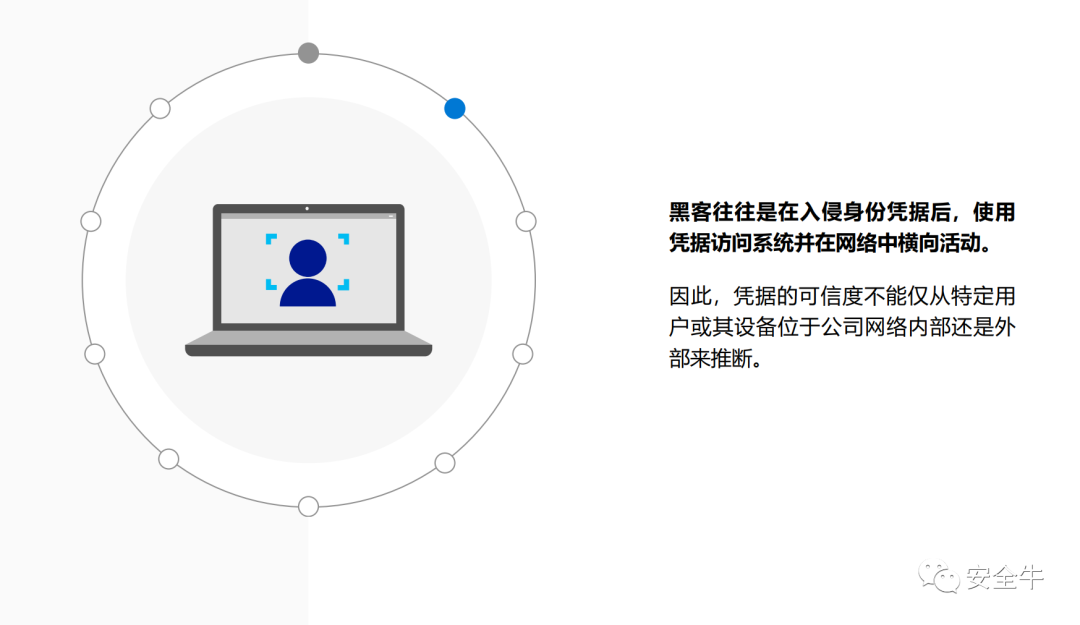 黑客往往是在入侵身份凭据后，使用
凭据访问系统并在网络中横向活动。
因此，凭据的可信度不能仅从特定用
户或其设备位于公司网络内部还是外
部来推断。
安全牛